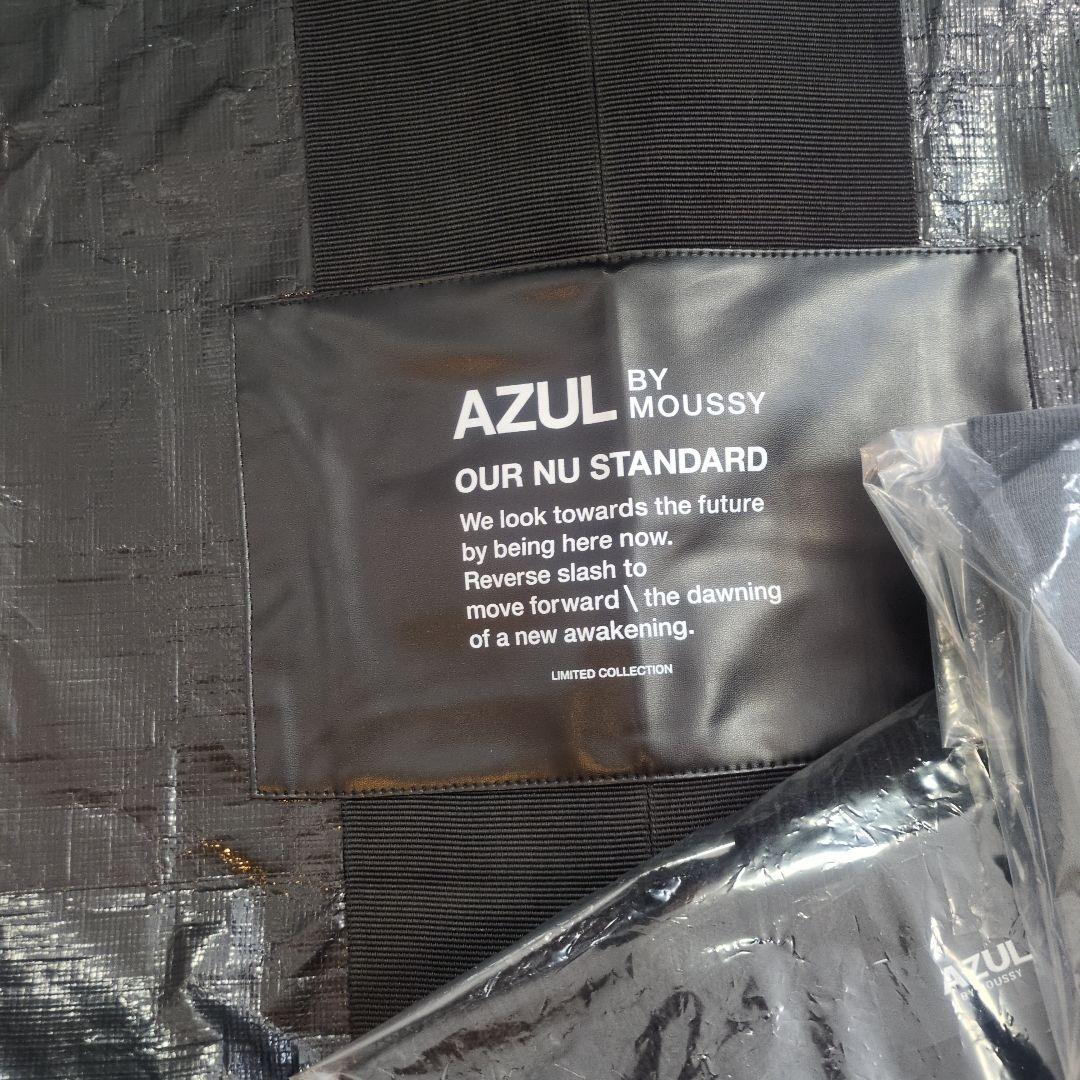 AZUL BY
MOUSSY
OUR NU STANDARD
We look towards the future
by being here now.
Reverse slash to
move forward \ the dawning
of a new awakening.
LIMITED COLLECTION
AZUL
BY MOUSSY